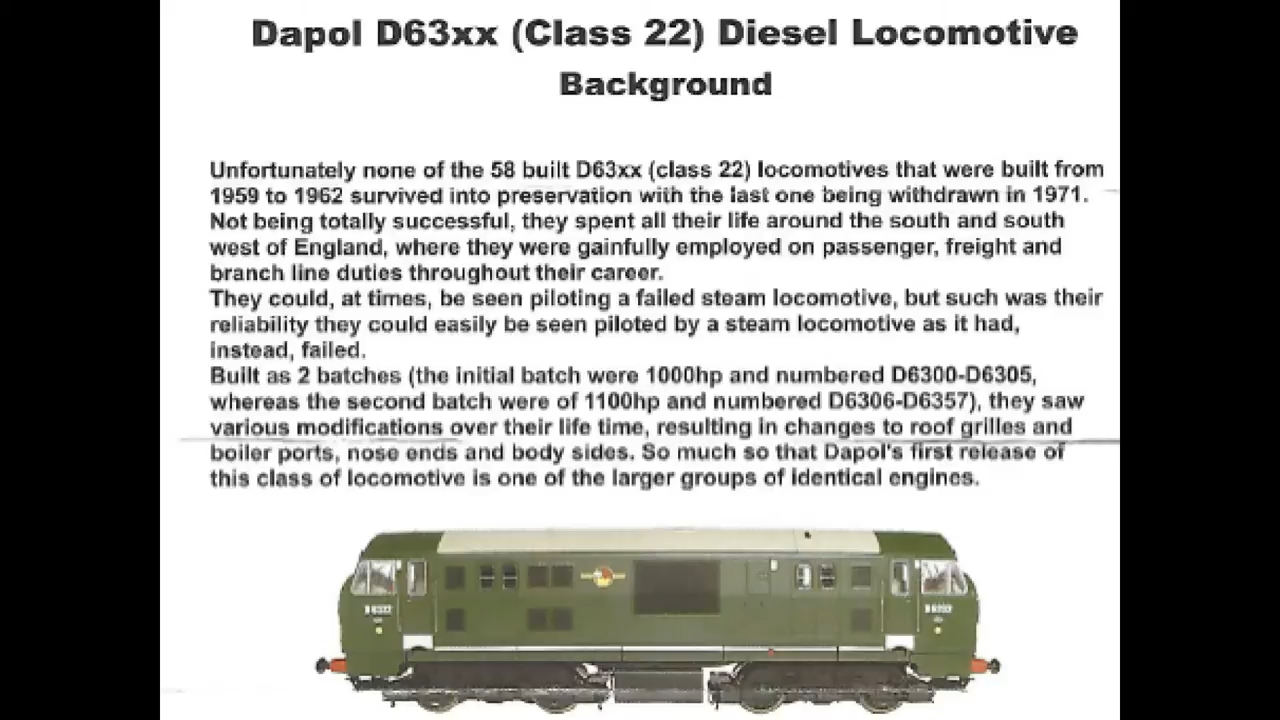 Dapol D63xx (Class 22) Diesel Locomotive
Background
Unfortunately none of the 58 built D63xx (class 22) locomotives that were built from
1959 to 1962 survived into preservation with the last one being withdrawn in 1971.
Not being totally successful, they spent all their life around the south and south
west of England, where they were gainfully employed on passenger, freight and
branch line duties throughout their career.
They could, at times, be seen piloting a failed steam locomotive, but such was their
reliability they could easily be seen piloted by a steam locomotive as it had,
instead, failed.
Built as 2 batches (the initial batch were 1000hp and numbered D6300-D6305,
whereas the second batch were of 1100hp and numbered D6306-D6357), they saw
various modifications over their life time, resulting in changes to roof grilles and
boiler ports, nose ends and body sides. So much so that Dapol's first release of
this class of locomotive is one of the larger groups of identical engines.